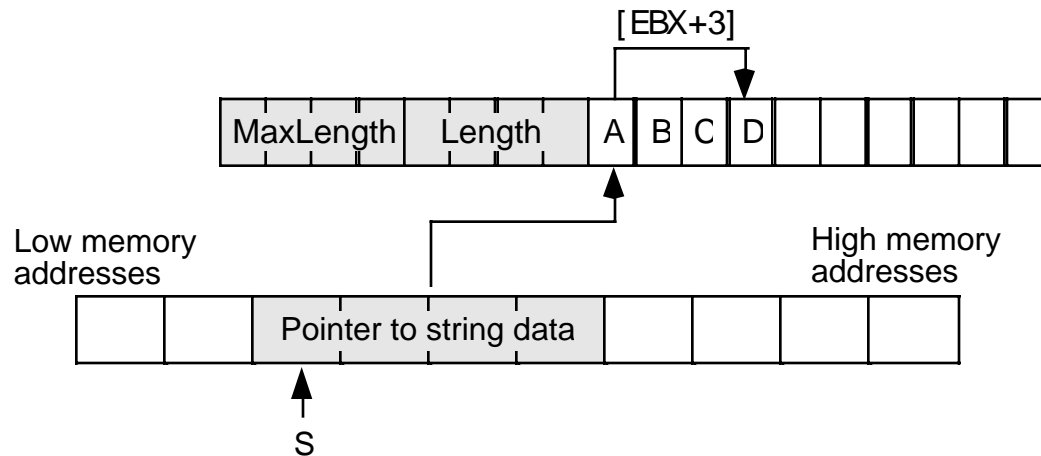 [EBX+3]
MaxLength Length A B C D
Low memory
addresses
High memory
addresses
Pointer to string data
S